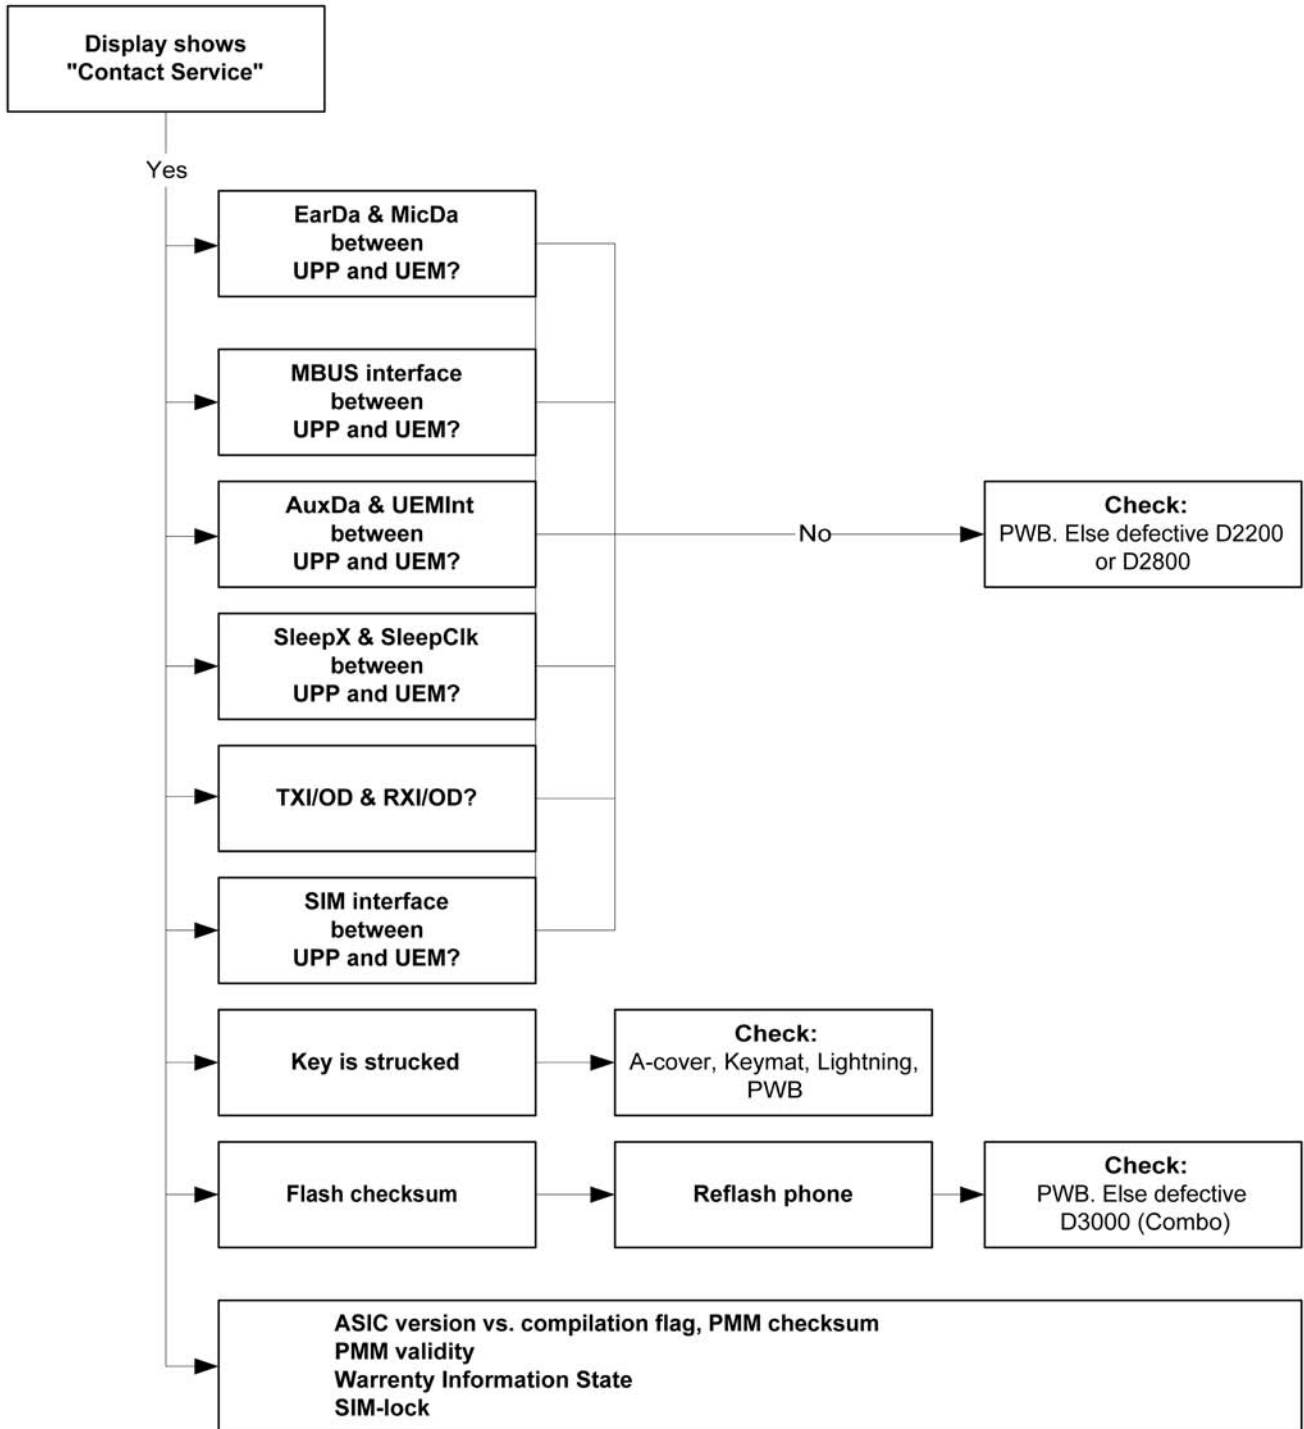 Display shows
"Contact Service"
Yes
EarDa & MicDa
between
UPP and UEM?
MBUS interface
between
UPP and UEM?
AuxDa & UEMInt
between
UPP and UEM?
No
Check:
PWB. Else defective D2200
or D2800
SleepX & SleepClk
between
UPP and UEM?
TXI/OD & RXI/OD?
SIM interface
between
UPP and UEM?
Key is strucked
Check:
A-cover, Keymat, Lightning,
PWB
Flash checksum
Reflash phone
Check:
PWB. Else defective
D3000 (Combo)
ASIC version vs. compilation flag, PMM checksum
PMM validity
Warrenty Information State
SIM-lock